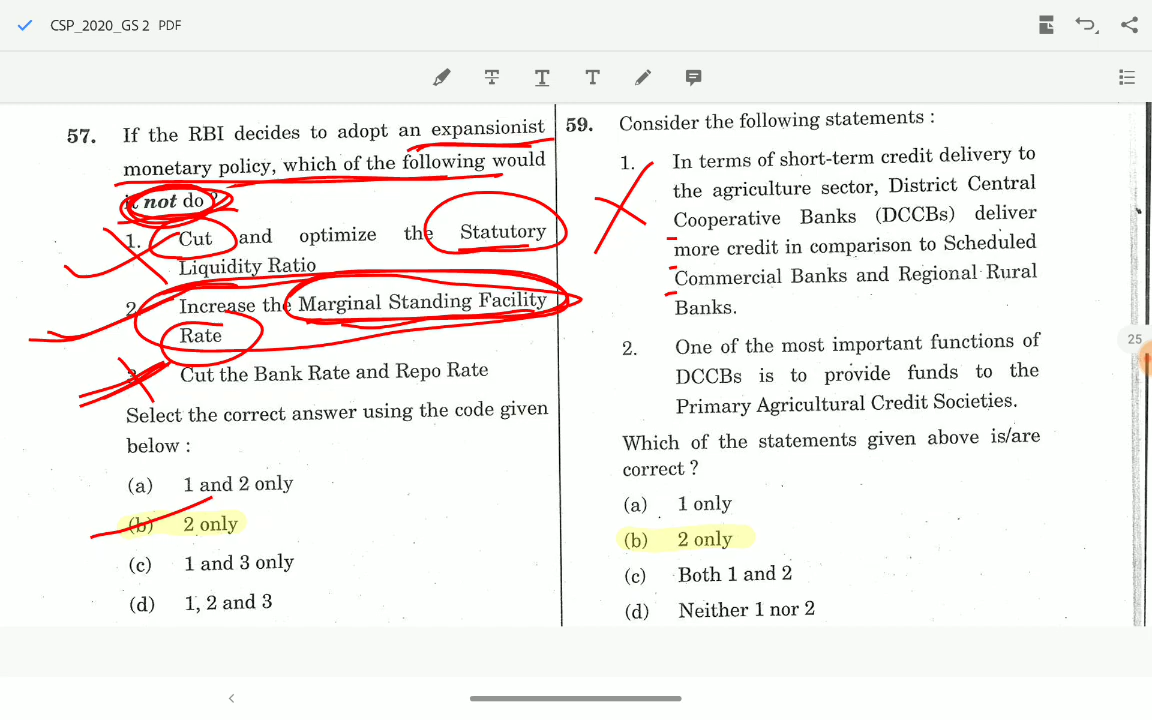 CSP_2020_GS 2 PDF
57. If the RBI decides to adopt an expansionist
monetary policy, which of the following would
it not do ?
1. Cut and optimize the Statutory
Liquidity Ratio
2. Increase the Marginal Standing Facility
Rate
3. Cut the Bank Rate and Repo Rate
Select the correct answer using the code given
below :
(a) 1 and 2 only
(b) 2 only
(c) 1 and 3 only
(d) 1, 2 and 3
59. Consider the following statements :
1. In terms of short-term credit delivery to
the agriculture sector, District Central
Cooperative Banks (DCCBs) deliver
more credit in comparison to Scheduled
Commercial Banks and Regional Rural
Banks.
2. One of the most important functions of
DCCBs is to provide funds to the
Primary Agricultural Credit Societies.
Which of the statements given above is/are
correct ?
(a) 1 only
(b) 2 only
(c) Both 1 and 2
(d) Neither 1 nor 2
25